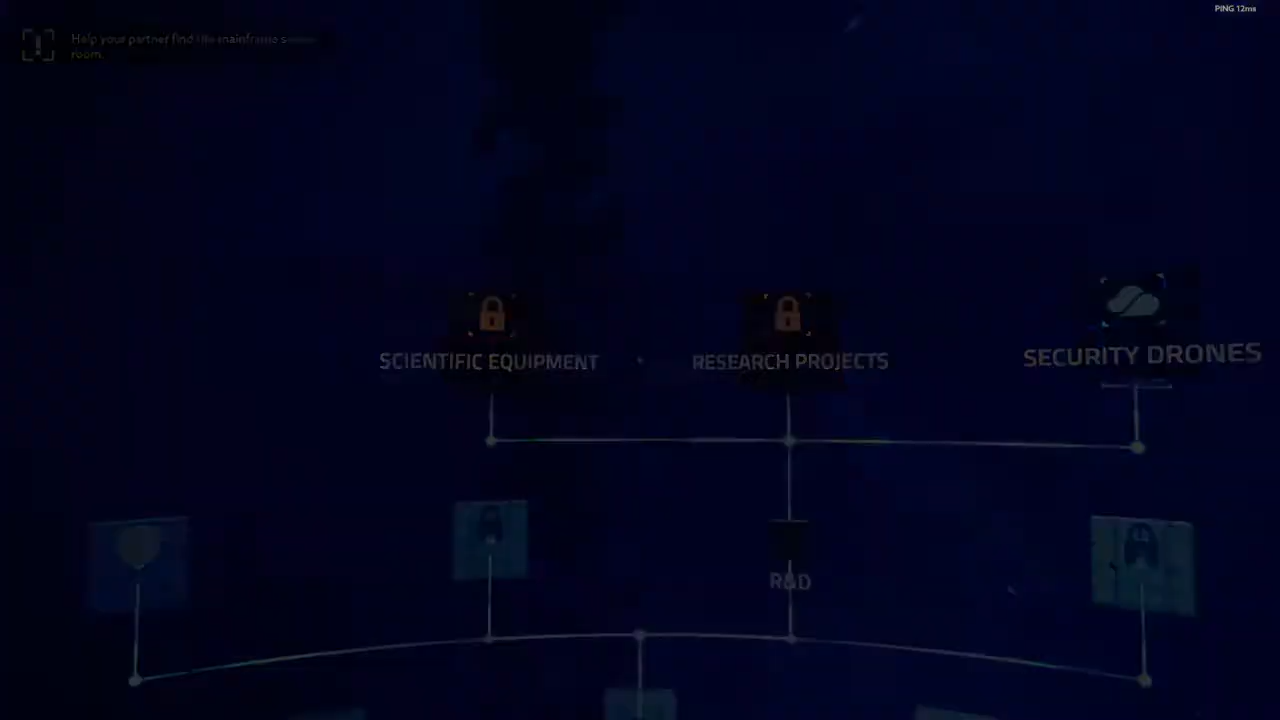 PING 12ms
Help your partner find the mainframe
room.
SCIENTIFIC EQUIPMENT
RESEARCH PROJECTS
SECURITY DRONES
R&D